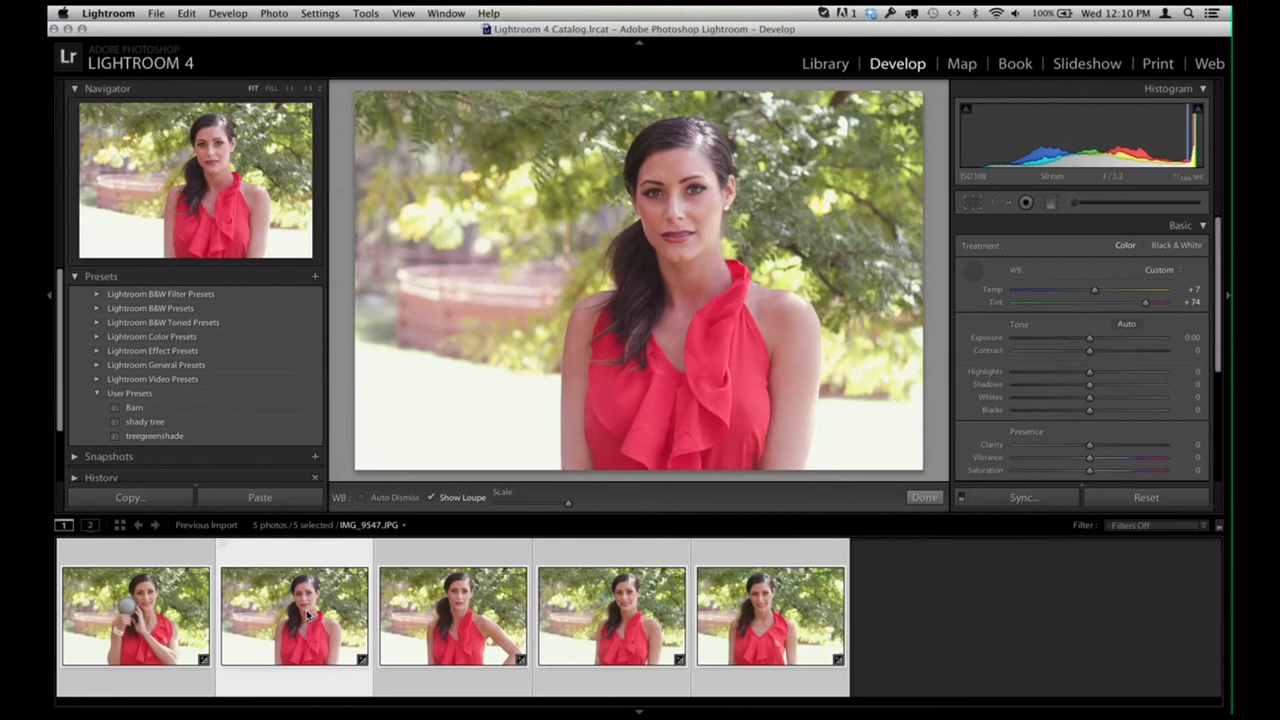 Lightroom File Edit Develop Photo Settings Tools View Window Help 1 100% Wed 12:10 PM
Lightroom 4 Catalog.lrcat – Adobe Photoshop Lightroom – Develop
Lr ADOBE PHOTOSHOP
LIGHTROOM 4
Library | Develop | Map | Book | Slideshow | Print | Web
Navigator FIT FILL 1:1 1:3
Histogram
ISO 100 50 mm f / 3.2
Basic
Treatment : Color Black & White
WB : Custom
Temp + 7
Tint + 74
Tone Auto
Exposure 0.00
Contrast 0
Highlights 0
Shadows 0
Whites 0
Blacks 0
Presence
Clarity 0
Vibrance 0
Saturation 0
Presets +
Lightroom B&W Filter Presets
Lightroom B&W Presets
Lightroom B&W Toned Presets
Lightroom Color Presets
Lightroom Effect Presets
Lightroom General Presets
Lightroom Video Presets
User Presets
Barn
shady tree
treegreenshade
Snapshots +
History ×
Copy... Paste
WB : Auto Dismiss Show Loupe Scale Done
Sync... Reset
1 2 Previous Import 5 photos / 5 selected / IMG_9547.JPG
Filter : Filters Off